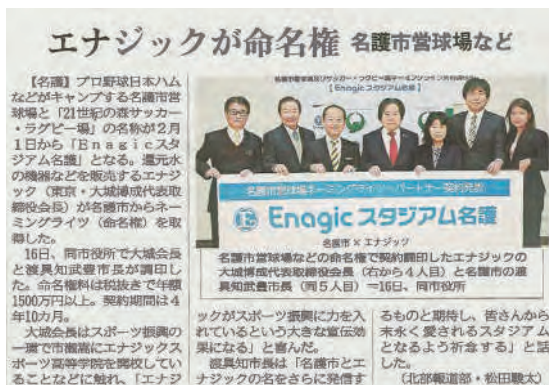 エナジックが命名権 名護市営球場など
【名護】プロ野球日本ハム
などがキャンプする名護市営
球場と「21世紀の森サッカー
・ラグビー場」の名称が2月
1日から「Enagicスタ
ジアム名護」となる。還元水
の機器などを販売するエナジ
ック(東京・大城博成代表取
締役会長)が名護市からネー
ミングライツ(命名権)を取
得した。
16日、同市役所で大城会長
と渡具知武豊市長が調印し
た。命名権料は税抜きで年額
1500万円以上。契約期間は4
年10カ月。
大城会長はスポーツ振興の
一環で市瀬嵩にエナジックス
ポーツ高等学院を開校してい
ることなどに触れ、「エナジ
【Enagicスタジアム名護】
名護市営球場ネーミングライツ・パートナー契約発表
Enagic スタジアム名護
名護市 × エナジック
名護市営球場などの命名権で契約調印したエナジックの
大城博成代表取締役会長(右から4人目)と名護市の渡
具知武豊市長(同5人目)=16日、同市役所
ックがスポーツ振興に力を入
れているという大きな宣伝効
果になる」と喜んだ。
渡具知市長は「名護市とエ
ナジックの名をさらに発信す
るものと期待し、皆さんから
末永く愛されるスタジアム
となるよう祈念する」と話
した。
(北部報道部・松田駿太)